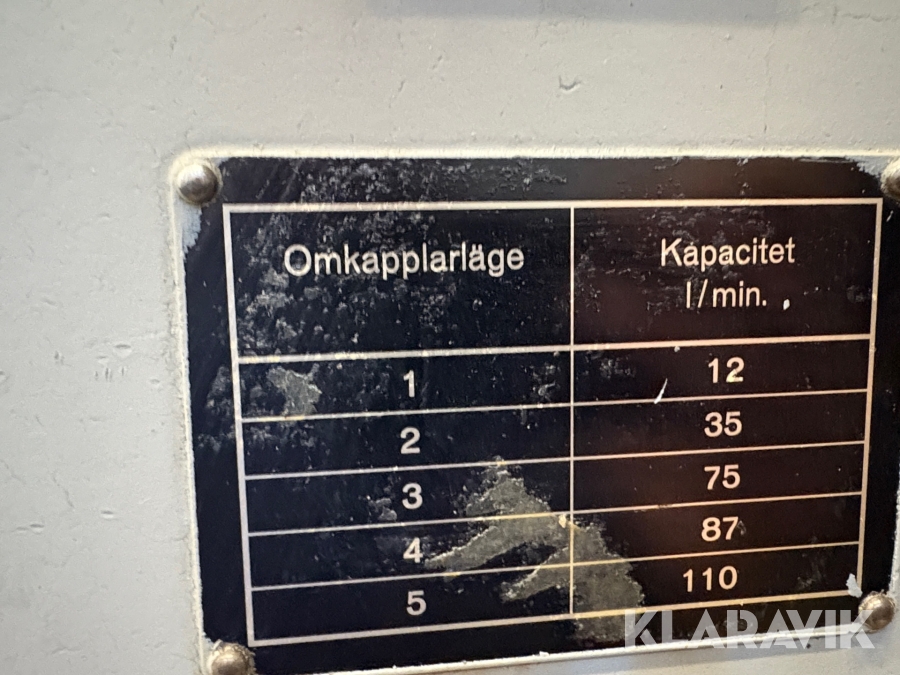 Omkapplarläge Kapacitet
l/min.
1 12
2 35
3 75
4 87
5 110
KLARAVIK